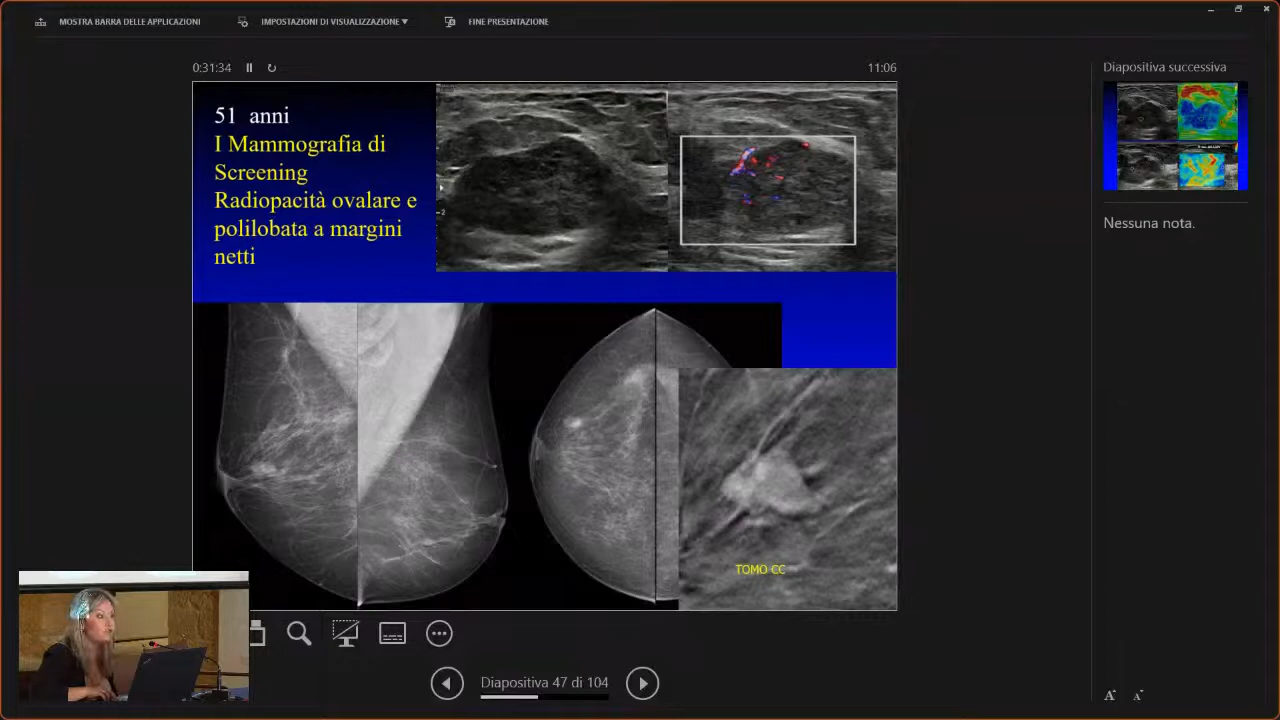 MOSTRA BARRA DELLE APPLICAZIONI
IMPOSTAZIONI DI VISUALIZZAZIONE ▼
FINE PRESENTAZIONE
0:31:34
11:06
Diapositiva successiva
51 anni
I Mammografia di
Screening
Radiopacità ovalare e
polilobata a margini
netti
2
TOMO CC
Nessuna nota.
Diapositiva 47 di 104
A A